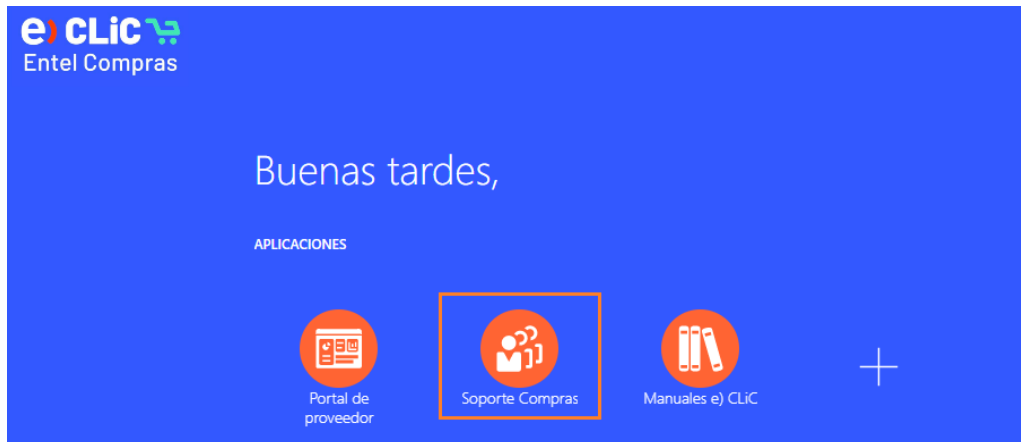 e) CLiC
Entel Compras
Buenas tardes,
APLICACIONES
Portal de
proveedor
Soporte Compras
Manuales e) CLiC